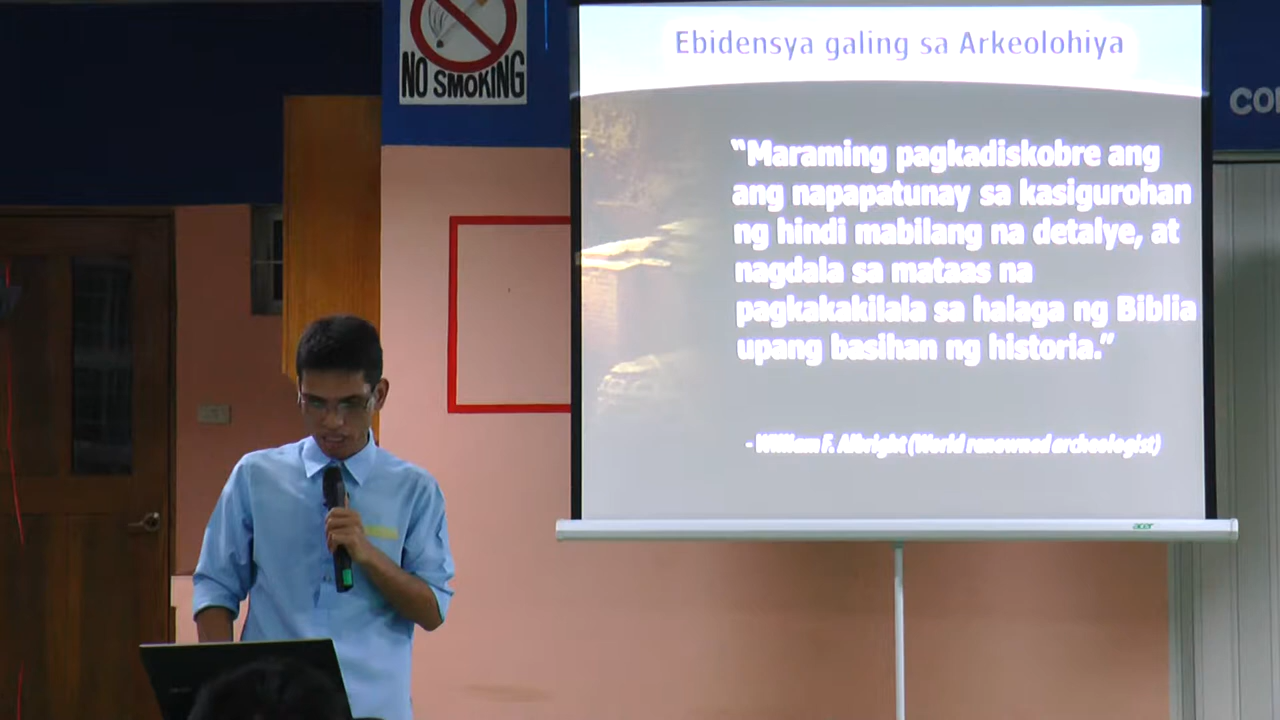 NO SMOKING
Ebidensya galing sa Arkeolohiya
CO
“Maraming pagkadiskobre ang
ang napapatunay sa kasigurohan
ng hindi mabilang na detalye, at
nagdala sa mataas na
pagkakakilala sa halaga ng Biblia
upang basihan ng historia.”
- William F. Albright (World renowned archeologist)
acer